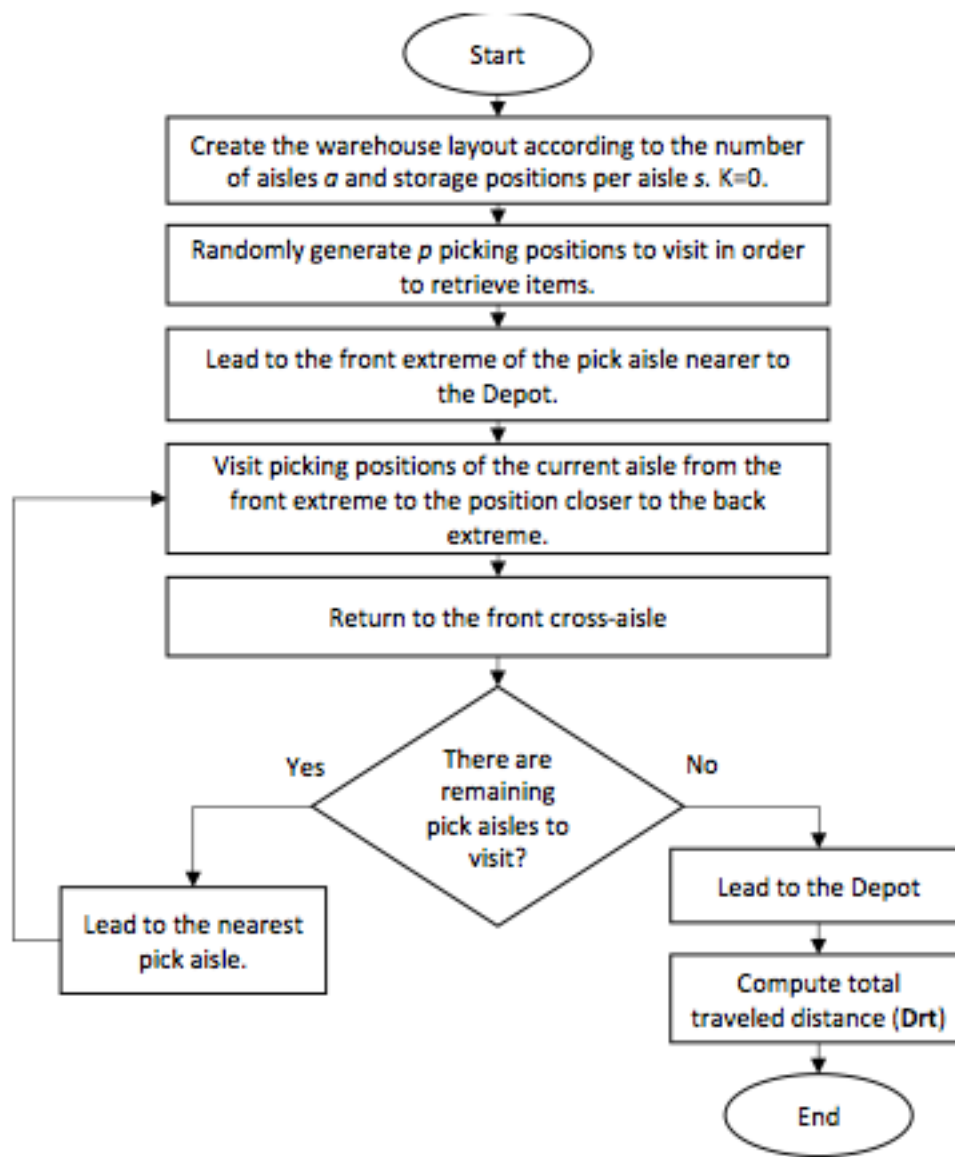 Start
Create the warehouse layout according to the number
of aisles a and storage positions per aisle s. K=0.
Randomly generate p picking positions to visit in order
to retrieve items.
Lead to the front extreme of the pick aisle nearer to
the Depot.
Visit picking positions of the current aisle from the
front extreme to the position closer to the back
extreme.
Return to the front cross-aisle
There are
remaining
pick aisles to
visit?
Yes
No
Lead to the nearest
pick aisle.
Lead to the Depot
Compute total
traveled distance (Drt)
End